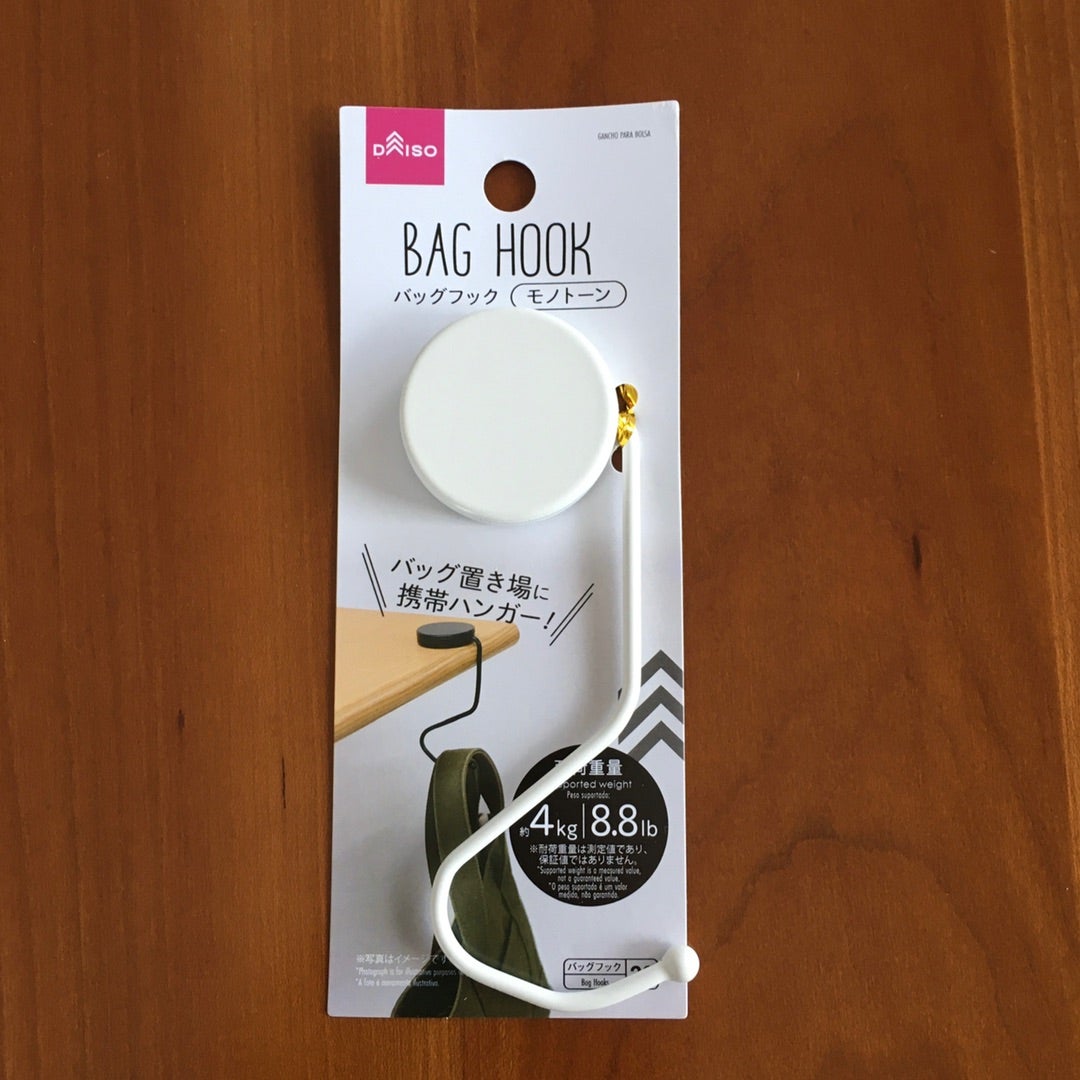 DAISO
GANCHO PARA BOLSA
BAG HOOK
バッグフック モノトーン
バッグ置き場に
携帯ハンガー!
荷重量
ported weight
Peso suportado:
約4kg 8.8lb
※耐荷重量は測定値であり、
保証値ではありません。
*Supported weight is a measured value,
not a guaranteed value.
*O peso suportado é um valor
medido, não garantido.
※写真はイメージです
*Photograph is for illustrative purposes
*A foto é meramente ilustrativa.
バッグフック
Bag Hooks